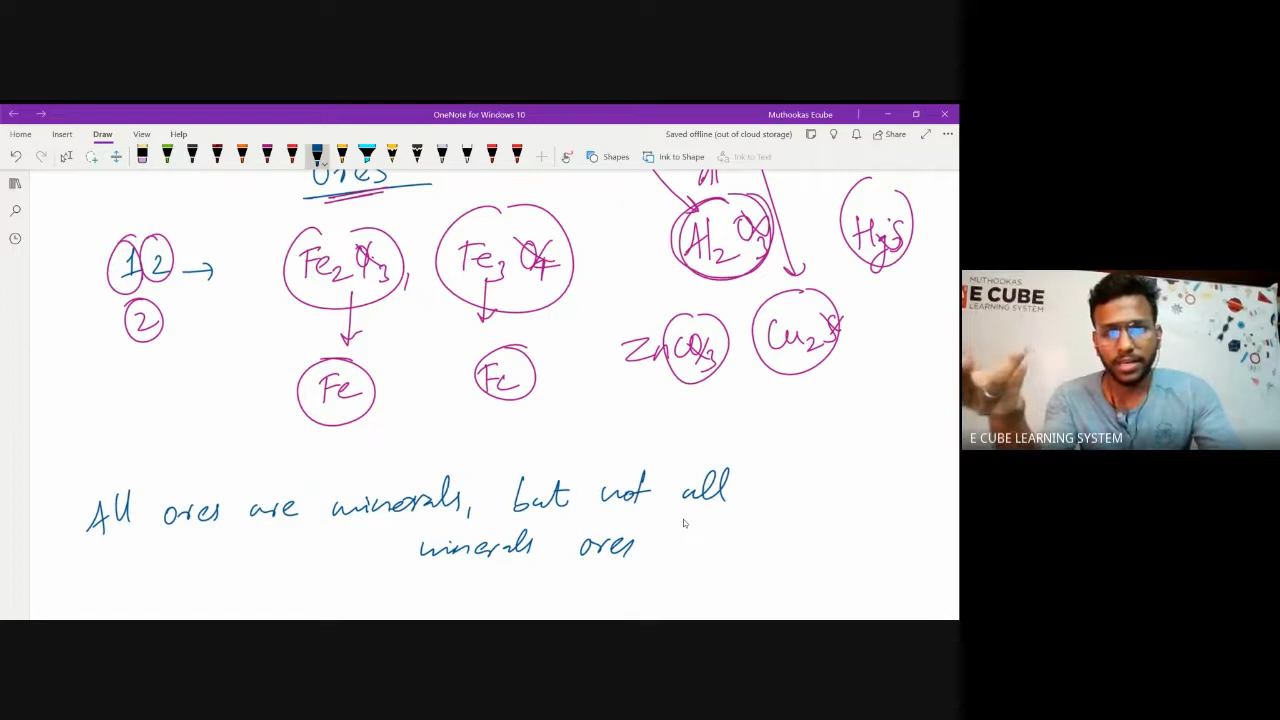 OneNote for Windows 10
Muthookas Ecube
Home Insert Draw View Help
Saved offline (out of cloud storage)
Share
Shapes
Ink to Shape
Ink to Text
Ores
1 2 → Fe2O3, Fe3O4
Al2O3
HgS
2
ZnCO3
Cu2S
Fe Fe
All ores are minerals, but not all
minerals ores
MUTHOOKAS
E CUBE
LEARNING SYSTEM
E CUBE LEARNING SYSTEM